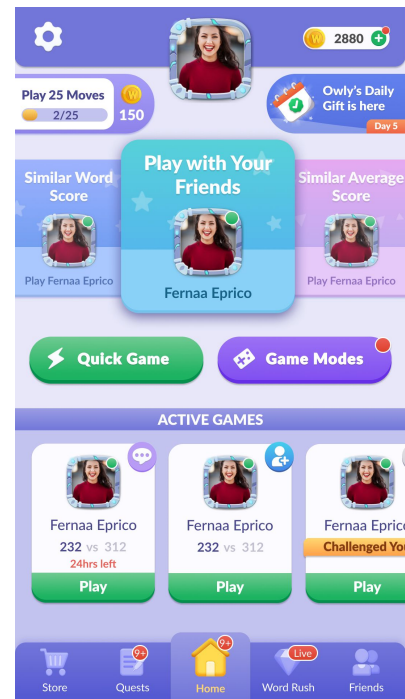 2880
Play 25 Moves
2/25
150
Owly's Daily
Gift is here
Day 5
Similar Word
Score
Play Fernaa Eprico
Play with Your
Friends
Fernaa Eprico
Similar Average
Score
Play Fernaa Eprico
Quick Game
Game Modes
ACTIVE GAMES
Fernaa Eprico
232 vs 312
24hrs left
Play
Fernaa Eprico
232 vs 312
Play
Fernaa Eprico
Challenged You
Play
Store
9+
Quests
9+
Home
Live
Word Rush
Friends